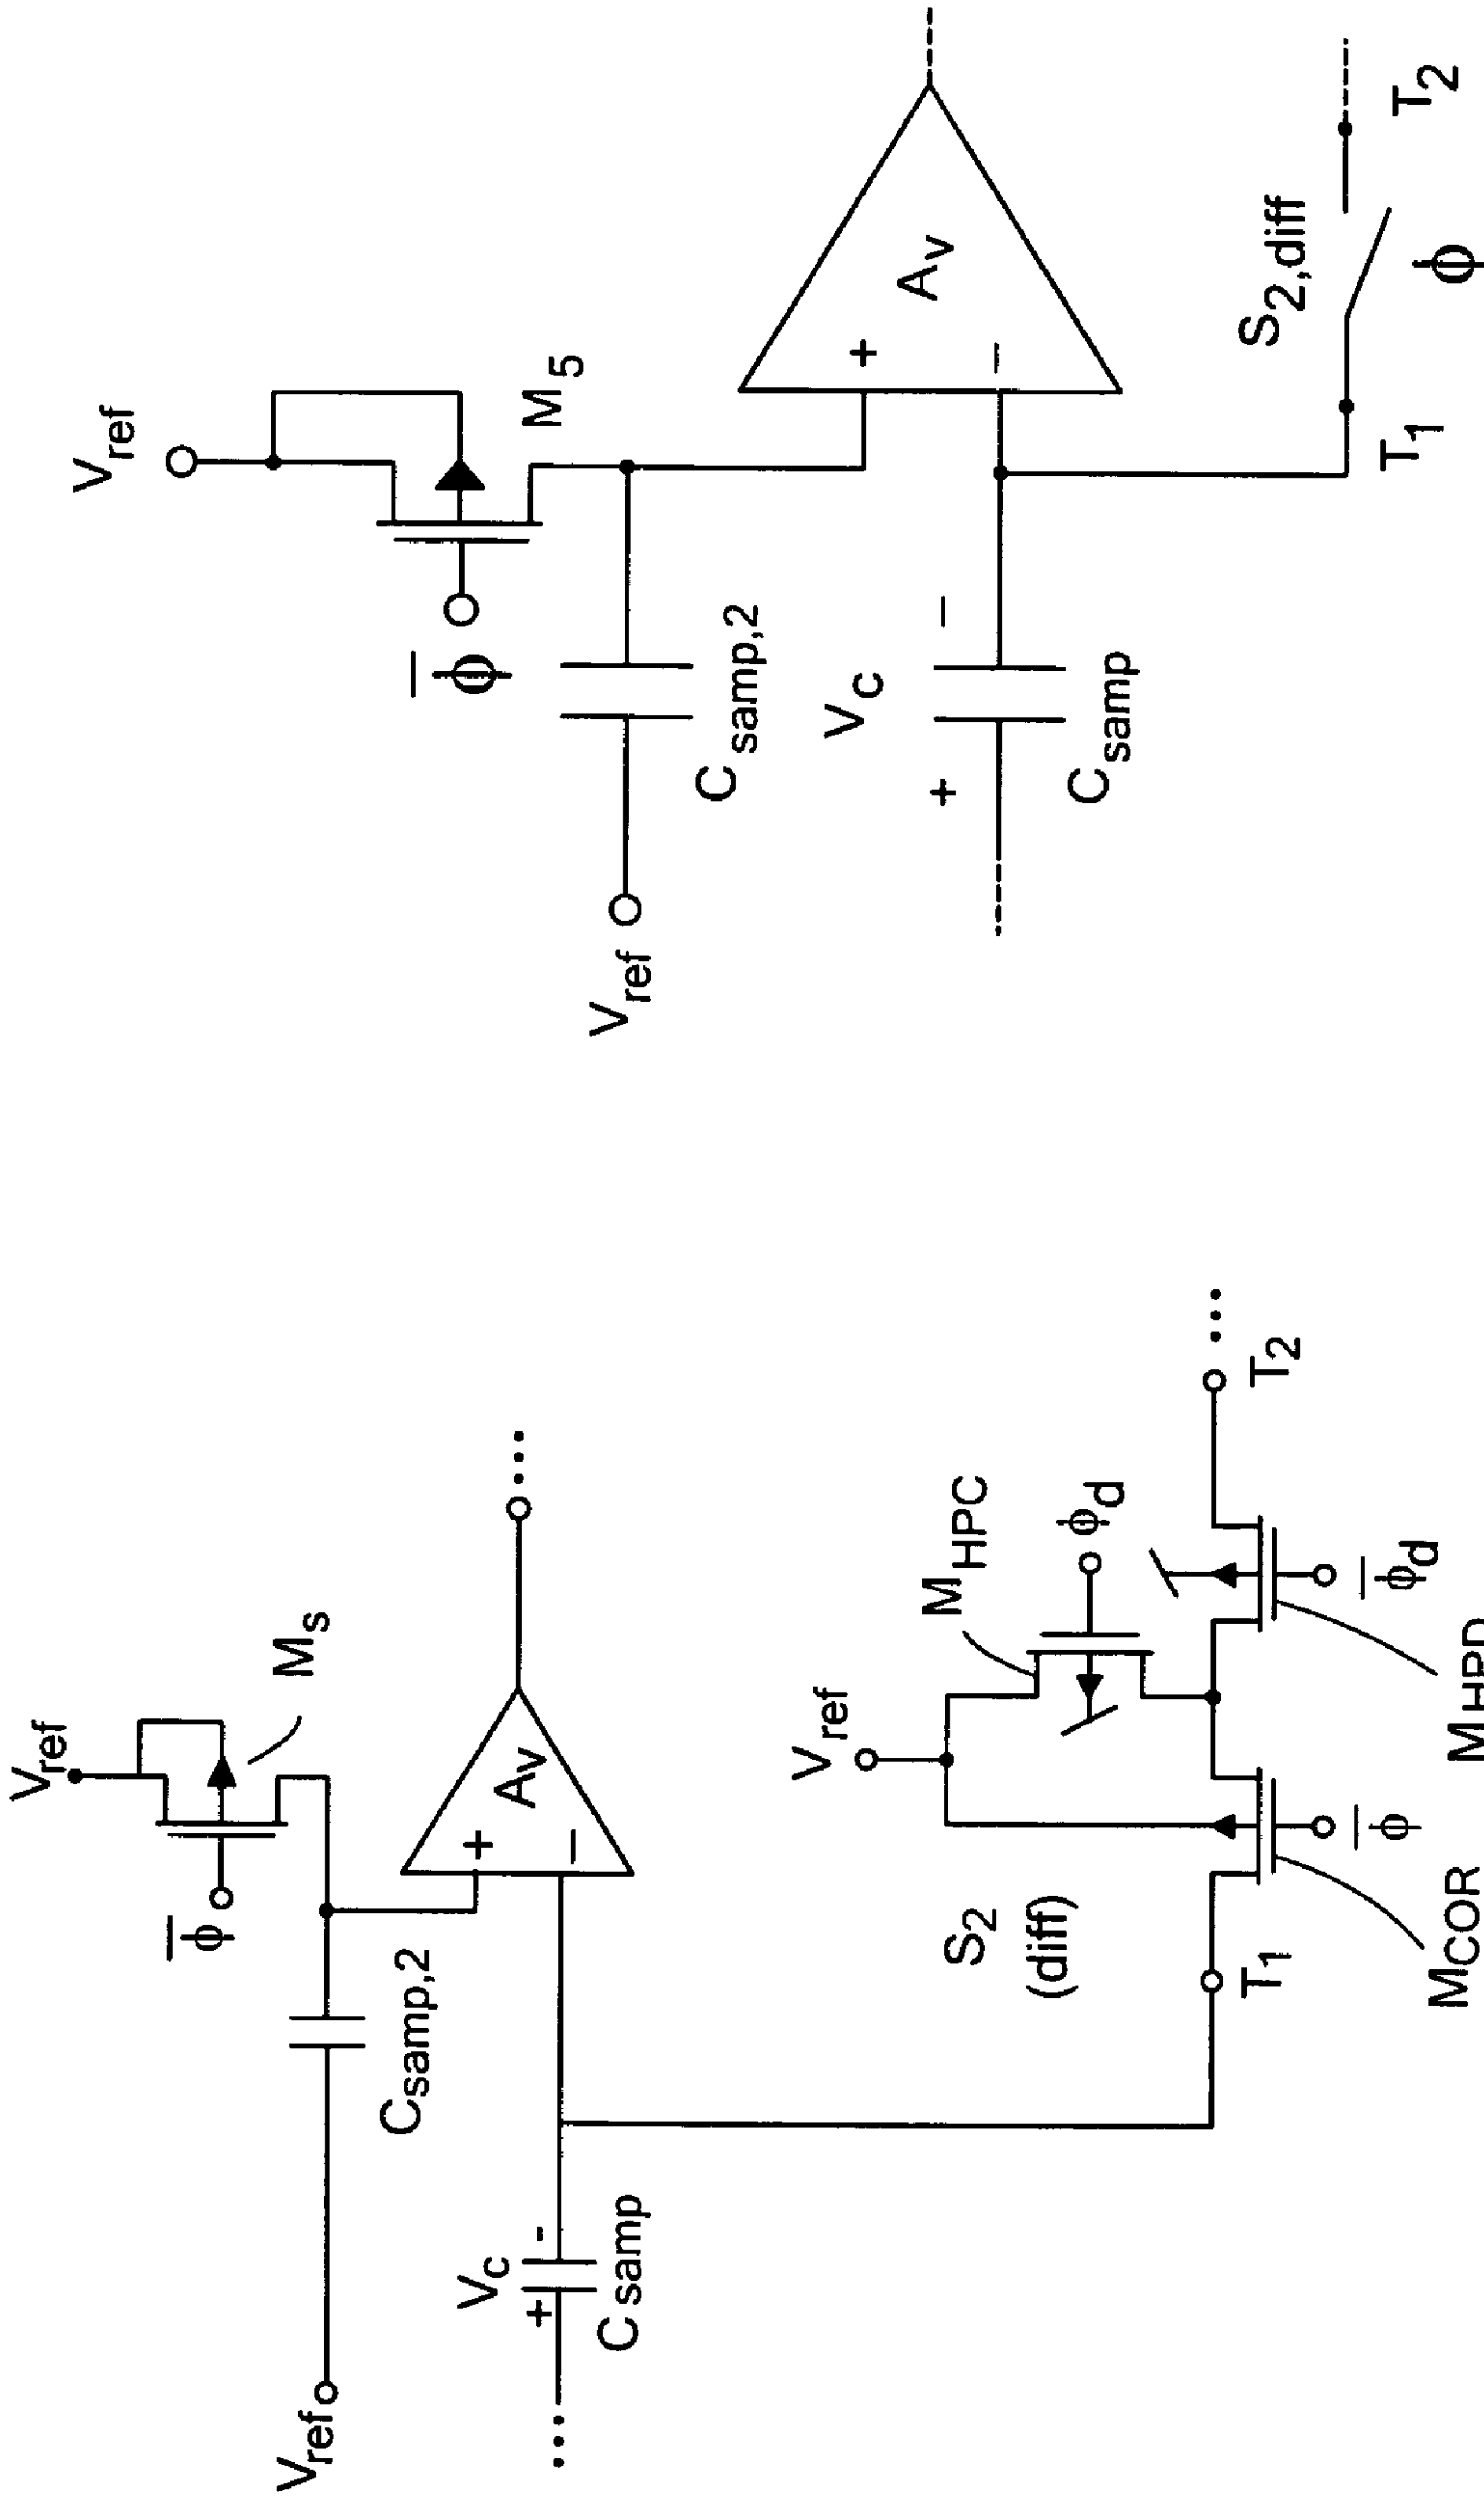 Vref
Ms
φ̅
Vref
Csamp,2
+
−
Av
Vc
+ -
Csamp
Vref
MHPC
S2
(diff)
φd
T1
T2
φ̅
φ̅d
MCOR
MHPD
Vref
M5
φ̅
Vref
Csamp,2
+
−
Av
Vc
+ −
Csamp
S2,diff
T1
T2
φ